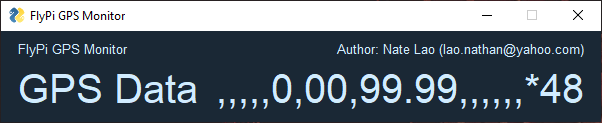 FlyPi GPS Monitor
FlyPi GPS Monitor Author: Nate Lao (lao.nathan@yahoo.com)
GPS Data ,,,,,0,00,99.99,,,,,,*48